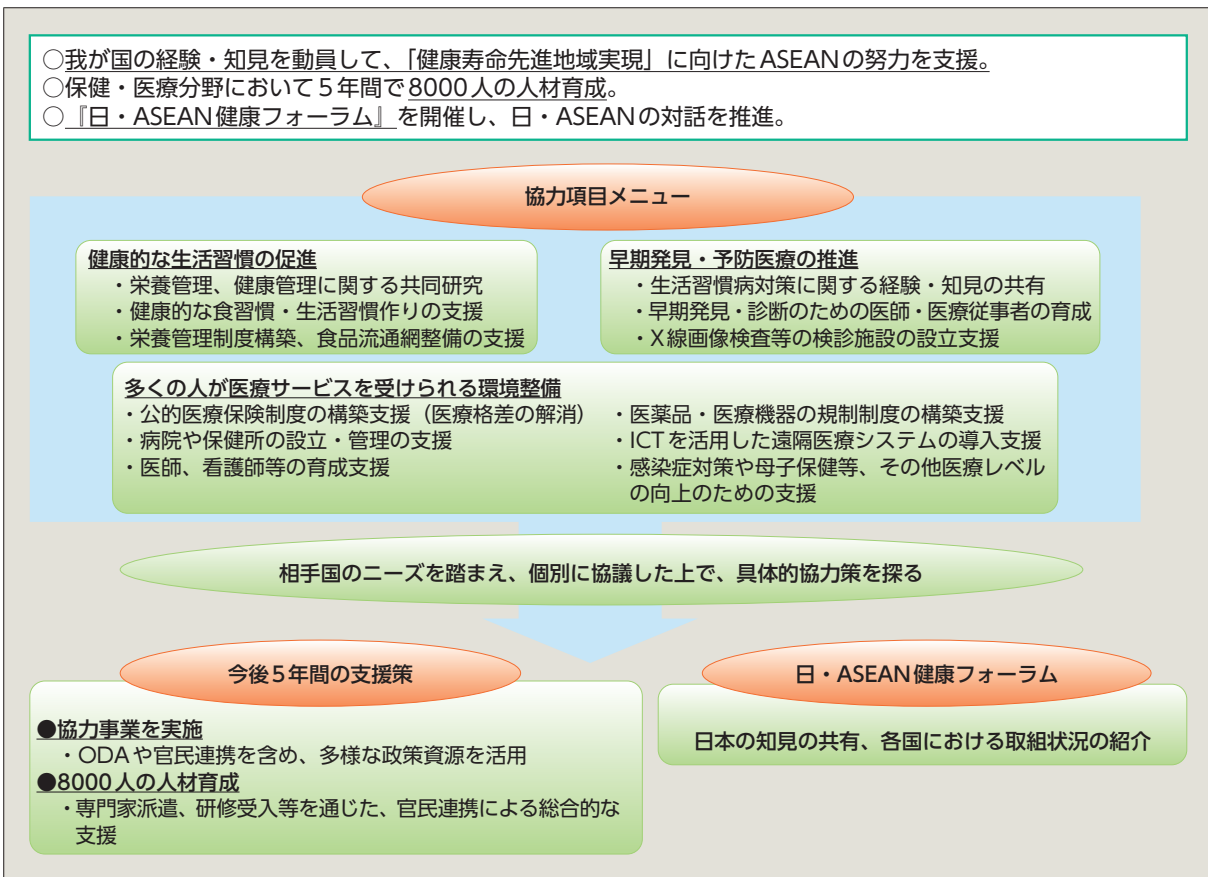 ○我が国の経験・知見を動員して、「健康寿命先進地域実現」に向けたASEANの努力を支援。
○保健・医療分野において5年間で8000人の人材育成。
○『日・ASEAN健康フォーラム』を開催し、日・ASEANの対話を推進。
協力項目メニュー
健康的な生活習慣の促進
・栄養管理、健康管理に関する共同研究
・健康的な食習慣・生活習慣作りの支援
・栄養管理制度構築、食品流通網整備の支援
早期発見・予防医療の推進
・生活習慣病対策に関する経験・知見の共有
・早期発見・診断のための医師・医療従事者の育成
・X線画像検査等の検診施設の設立支援
多くの人が医療サービスを受けられる環境整備
・公的医療保険制度の構築支援（医療格差の解消）
・病院や保健所の設立・管理の支援
・医師、看護師等の育成支援
・医薬品・医療機器の規制制度の構築支援
・ICTを活用した遠隔医療システムの導入支援
・感染症対策や母子保健等、その他医療レベル
の向上のための支援
相手国のニーズを踏まえ、個別に協議した上で、具体的協力策を探る
今後5年間の支援策
●協力事業を実施
・ODAや官民連携を含め、多様な政策資源を活用
●8000人の人材育成
・専門家派遣、研修受入等を通じた、官民連携による総合的な
支援
日・ASEAN健康フォーラム
日本の知見の共有、各国における取組状況の紹介